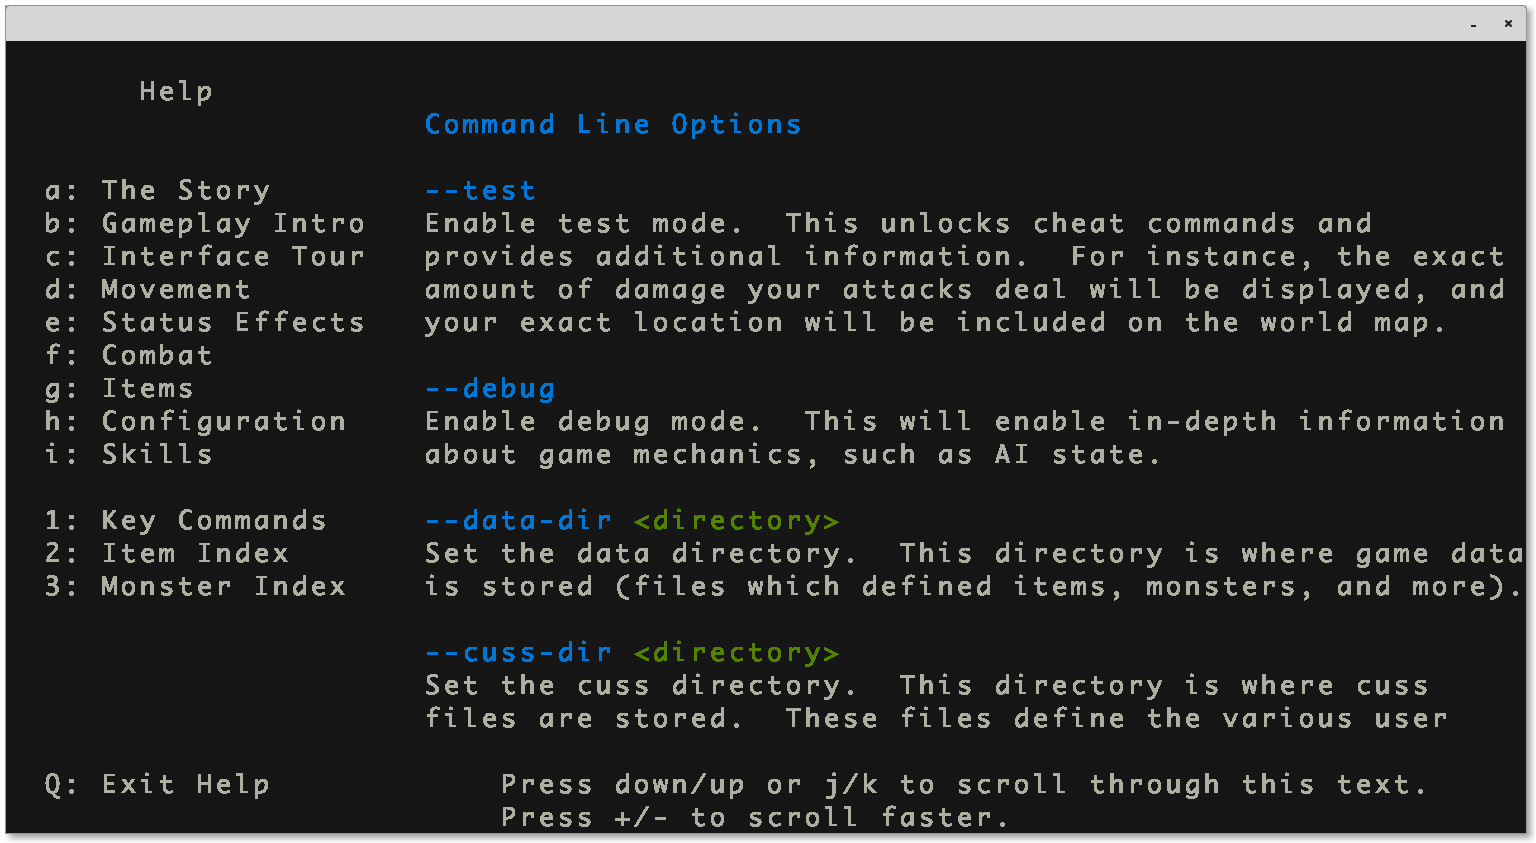 Help
Command Line Options
a: The Story
b: Gameplay Intro
c: Interface Tour
d: Movement
e: Status Effects
f: Combat
g: Items
h: Configuration
i: Skills
1: Key Commands
2: Item Index
3: Monster Index
--test
Enable test mode.  This unlocks cheat commands and
provides additional information.  For instance, the exact
amount of damage your attacks deal will be displayed, and
your exact location will be included on the world map.
--debug
Enable debug mode.  This will enable in-depth information
about game mechanics, such as AI state.
--data-dir <directory>
Set the data directory.  This directory is where game data
is stored (files which defined items, monsters, and more).
--cuss-dir <directory>
Set the cuss directory.  This directory is where cuss
files are stored.  These files define the various user
Q: Exit Help
Press down/up or j/k to scroll through this text.
Press +/- to scroll faster.